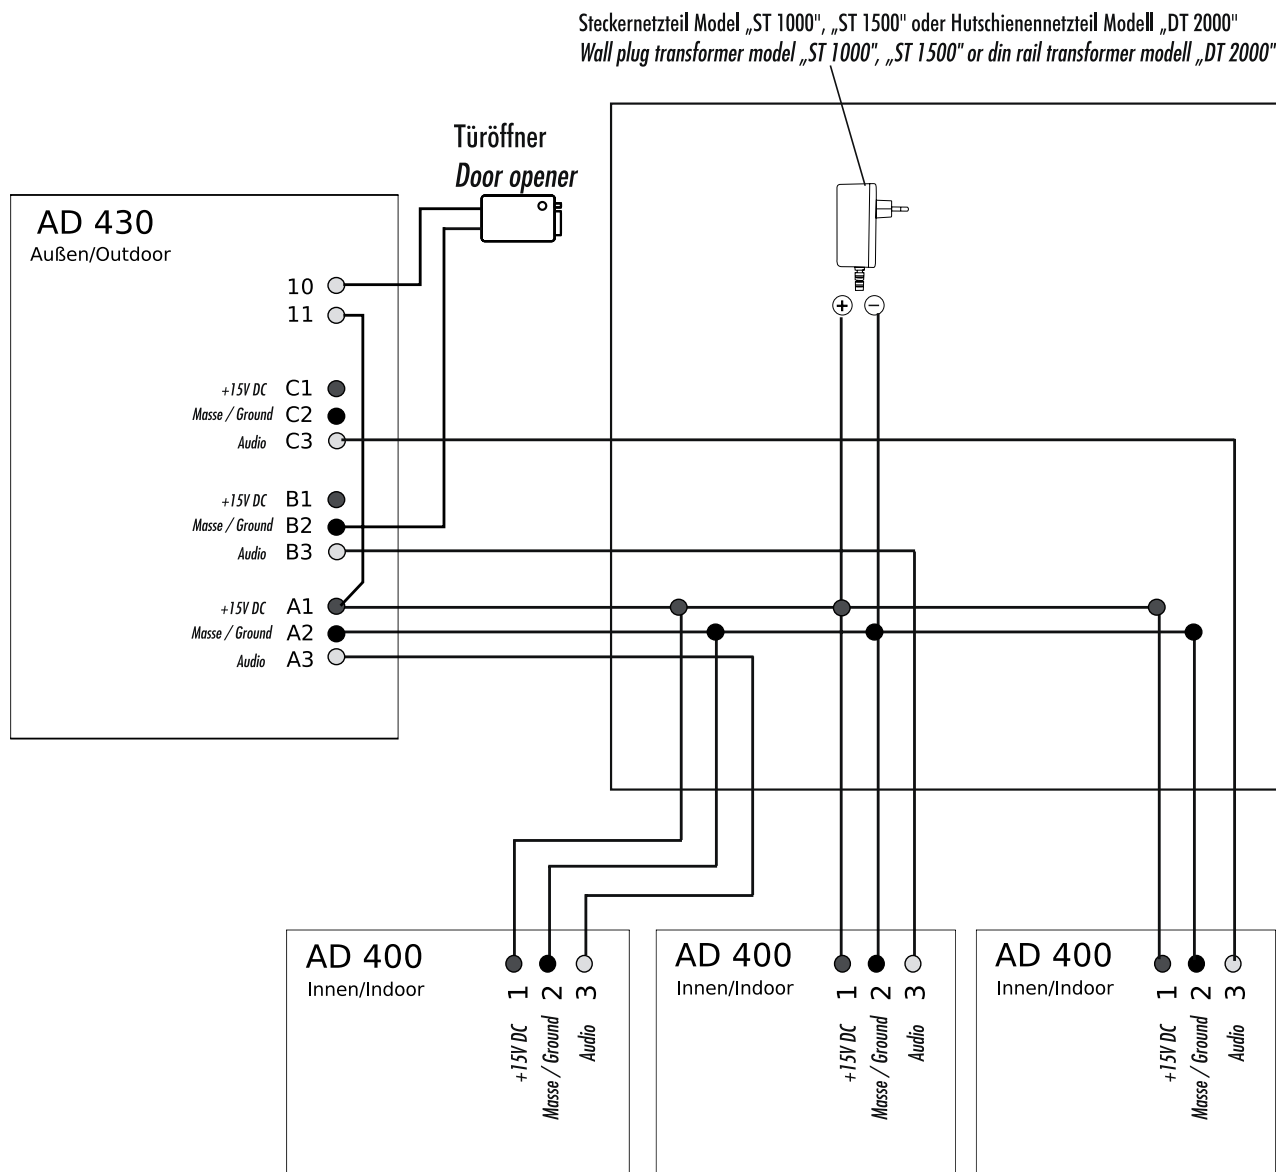 Steckernetzteil Model „ST 1000", „ST 1500" oder Hutschienennetzteil Modell „DT 2000"
Wall plug transformer model „ST 1000", „ST 1500" or din rail transformer modell „DT 2000"
Türöffner
Door opener
AD 430
Außen/Outdoor
10
11
+15V DC C1
Masse / Ground C2
Audio C3
+15V DC B1
Masse / Ground B2
Audio B3
+15V DC A1
Masse / Ground A2
Audio A3
+
−
AD 400
Innen/Indoor
1 +15V DC
2 Masse / Ground
3 Audio
AD 400
Innen/Indoor
1 +15V DC
2 Masse / Ground
3 Audio
AD 400
Innen/Indoor
1 +15V DC
2 Masse / Ground
3 Audio